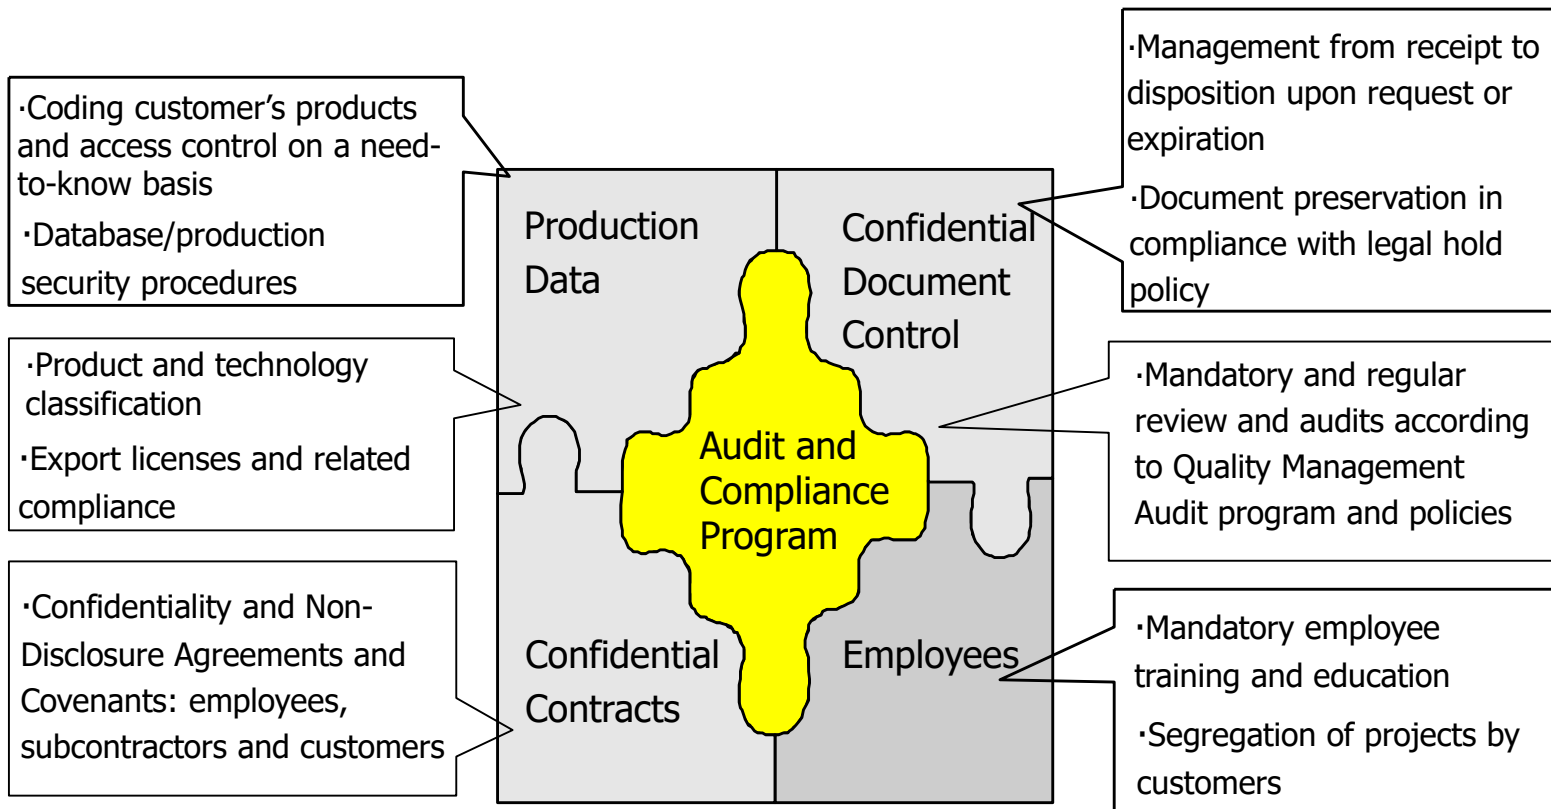 ·Coding customer’s products
and access control on a need-
to-know basis
·Database/production
security procedures
·Product and technology
classification
·Export licenses and related
compliance
·Confidentiality and Non-
Disclosure Agreements and
Covenants: employees,
subcontractors and customers
Production
Data
Confidential
Document
Control
Audit and
Compliance
Program
Confidential
Contracts
Employees
·Management from receipt to
disposition upon request or
expiration
·Document preservation in
compliance with legal hold
policy
·Mandatory and regular
review and audits according
to Quality Management
Audit program and policies
·Mandatory employee
training and education
·Segregation of projects by
customers